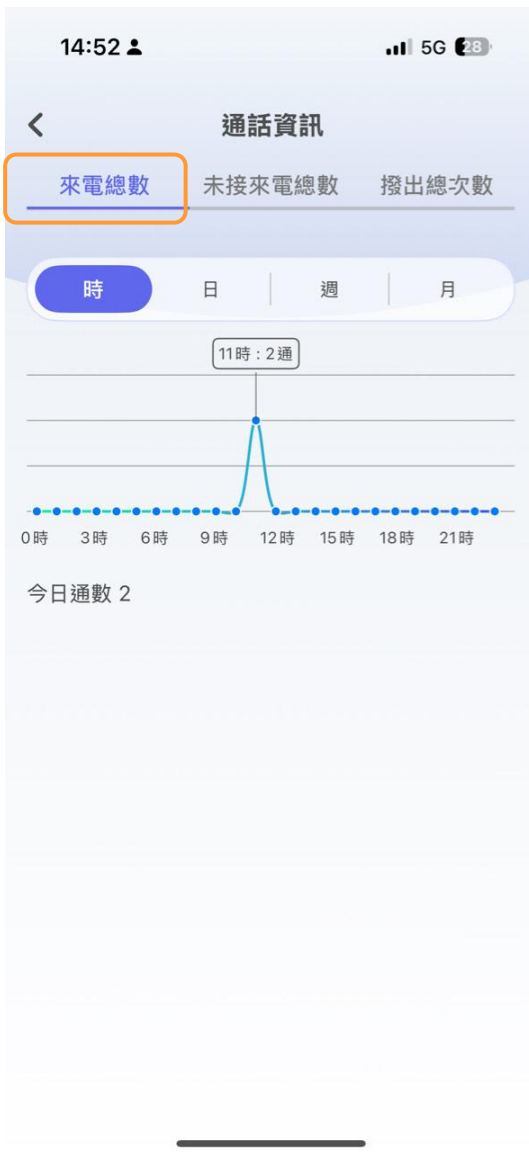 14:52 5G 28
通話資訊
來電總數 未接來電總數 撥出總次數
時 日 週 月
11時:2通
0時 3時 6時 9時 12時 15時 18時 21時
今日通數 2